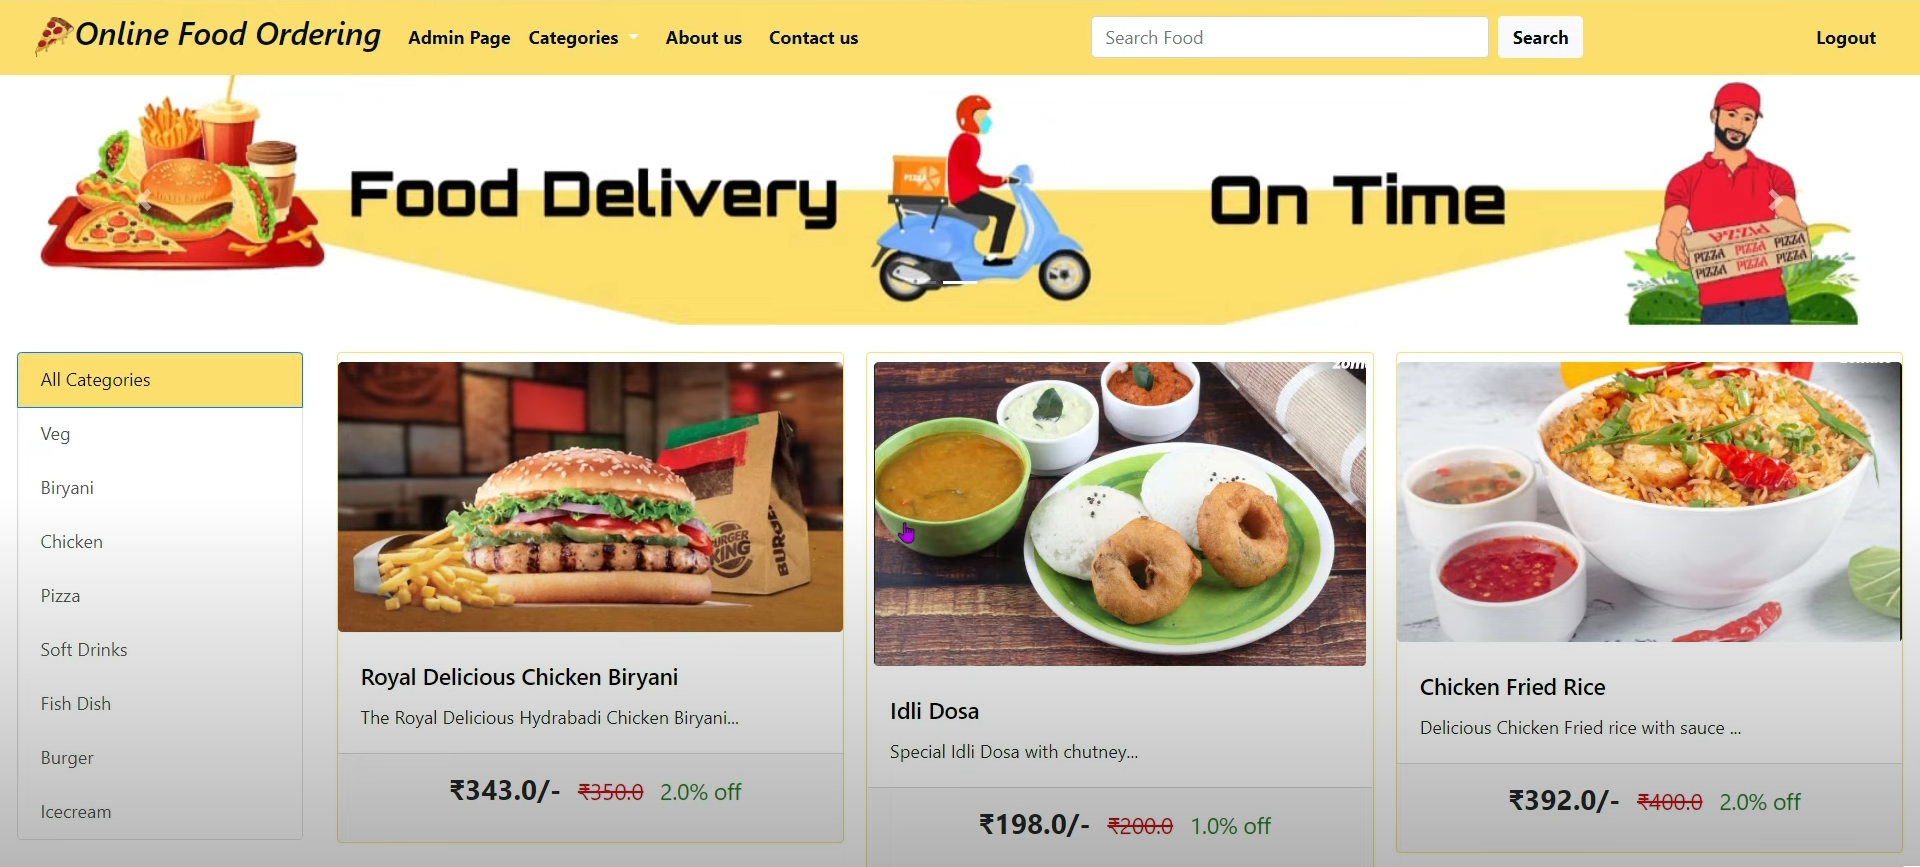 Online Food Ordering
Admin Page
Categories
About us
Contact us
Search Food
Search
Logout
Food Delivery
On Time
PIZZA
PIZZA PIZZA PIZZA
PIZZA PIZZA PIZZA
All Categories
Veg
Biryani
Chicken
Pizza
Soft Drinks
Fish Dish
Burger
Icecream
BURGER
KING
Royal Delicious Chicken Biryani
The Royal Delicious Hydrabadi Chicken Biryani...
₹343.0/- ₹350.0 2.0% off
Idli Dosa
Special Idli Dosa with chutney...
₹198.0/- ₹200.0 1.0% off
Chicken Fried Rice
Delicious Chicken Fried rice with sauce ...
₹392.0/- ₹400.0 2.0% off